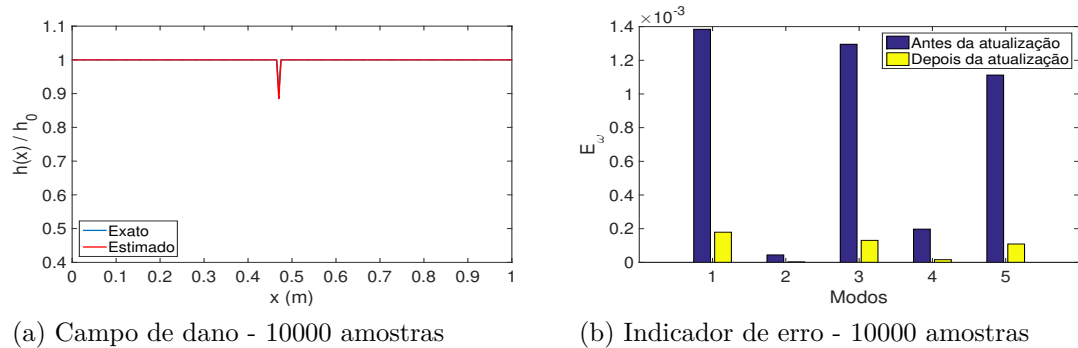 1.1
1
0.9
0.8
0.7
0.6
0.5
0.4
h(x) / h_0
Exato
Estimado
0 0.1 0.2 0.3 0.4 0.5 0.6 0.7 0.8 0.9 1
x (m)
(a) Campo de dano - 10000 amostras
×10^-3
1.4
1.2
1
0.8
0.6
0.4
0.2
0
E_ω
Antes da atualização
Depois da atualização
1 2 3 4 5
Modos
(b) Indicador de erro - 10000 amostras